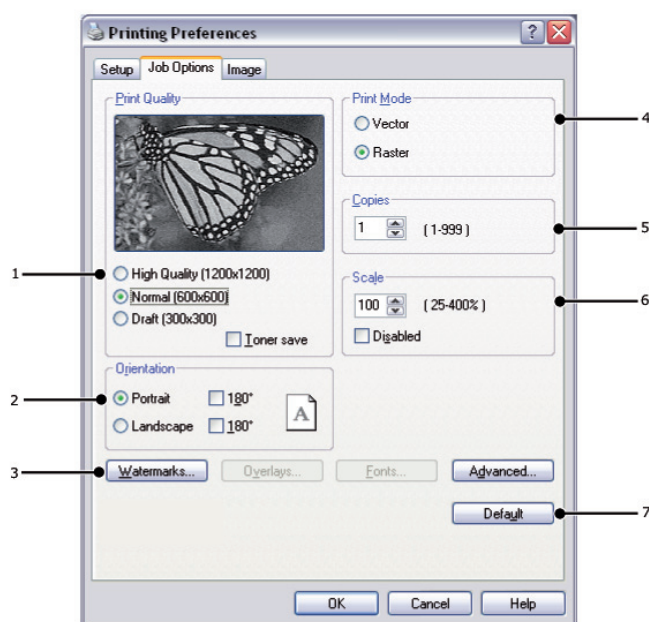 Printing Preferences
Setup Job Options Image
Print Quality
1
High Quality (1200x1200)
Normal (600x600)
Draft (300x300)
Toner save
Print Mode
Vector
Raster
4
Copies
1 (1-999)
5
Scale
100 (25-400%)
6
Disabled
Orientation
2
Portrait 180°
Landscape 180°
A
3
Watermarks... Overlays... Fonts... Advanced...
Default
7
OK Cancel Help